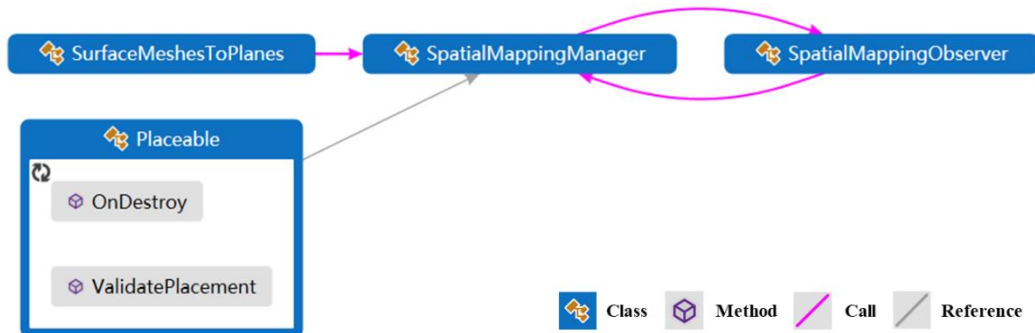 SurfaceMeshesToPlanes
SpatialMappingManager
SpatialMappingObserver
Placeable
OnDestroy
ValidatePlacement
Class
Method
Call
Reference